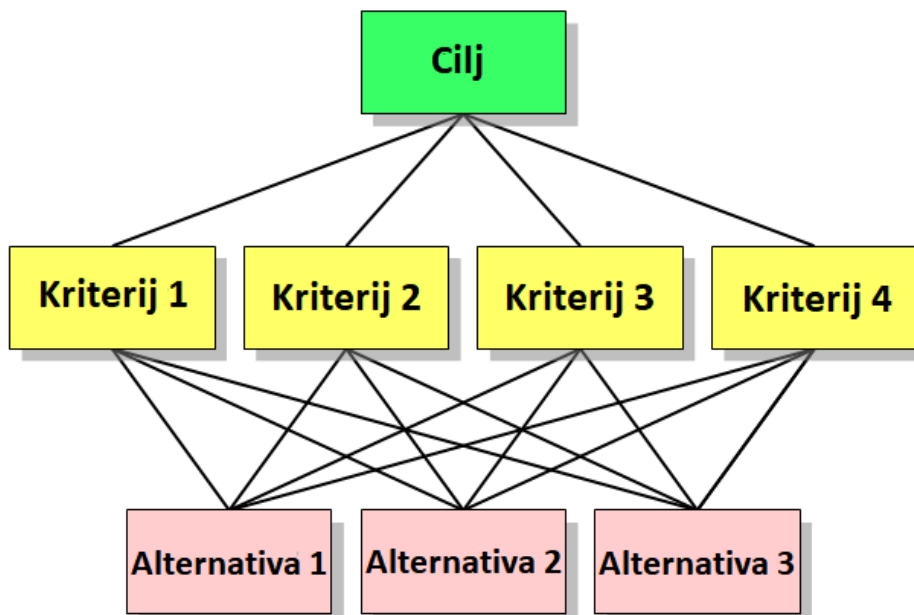 Cilj
Kriterij 1
Kriterij 2
Kriterij 3
Kriterij 4
Alternativa 1
Alternativa 2
Alternativa 3